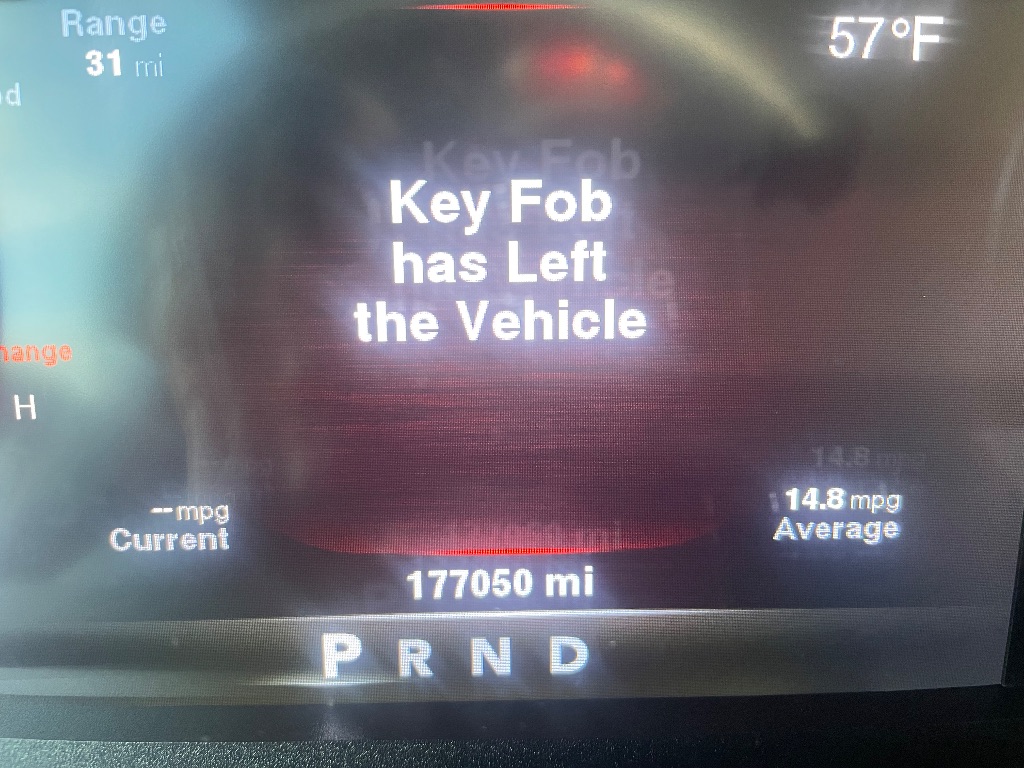 Range
31 mi
57°F
Key Fob
has Left
the Vehicle
H
-- mpg
Current
14.8 mpg
Average
177050 mi
P R N D